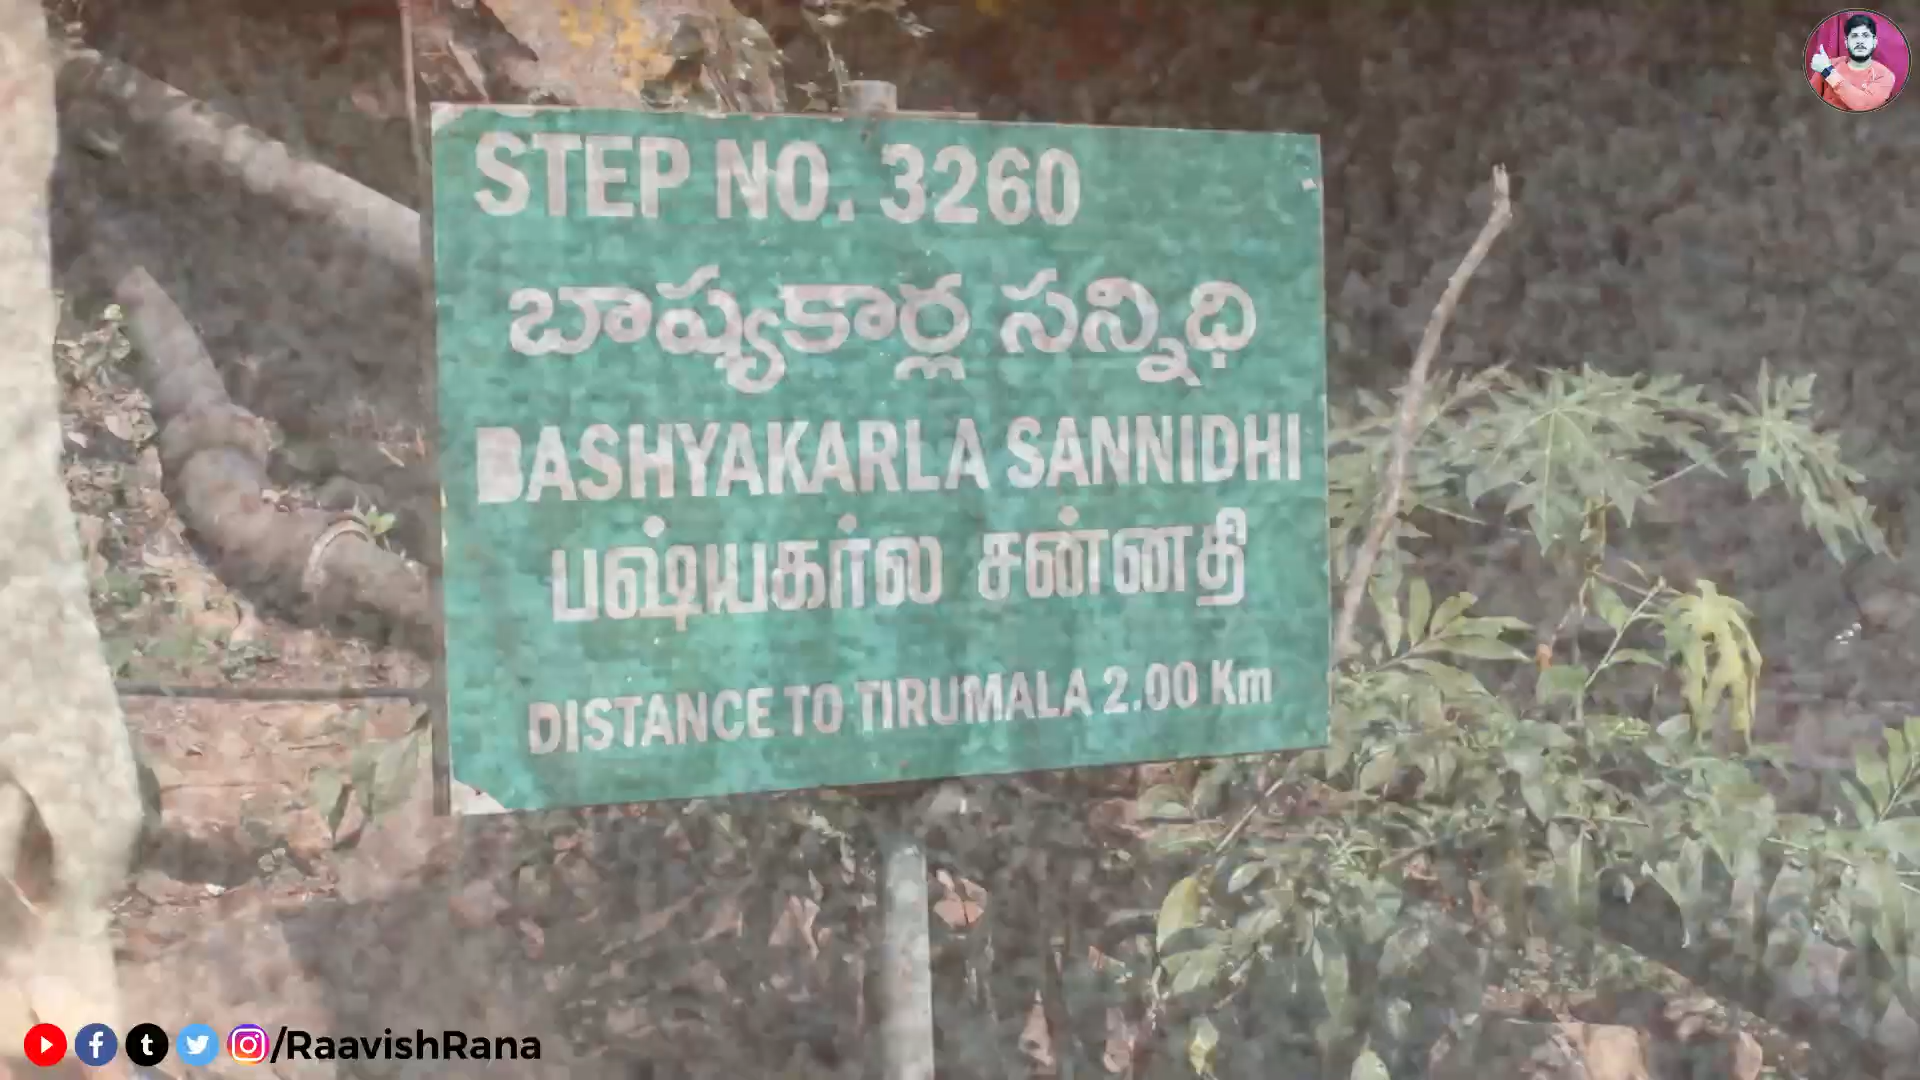 STEP NO. 3260
బాష్యకార్ల సన్నిధి
BASHYAKARLA SANNIDHI
பஷ்யகர்ல சன்னதீ
DISTANCE TO TIRUMALA 2.00 Km
/RaavishRana